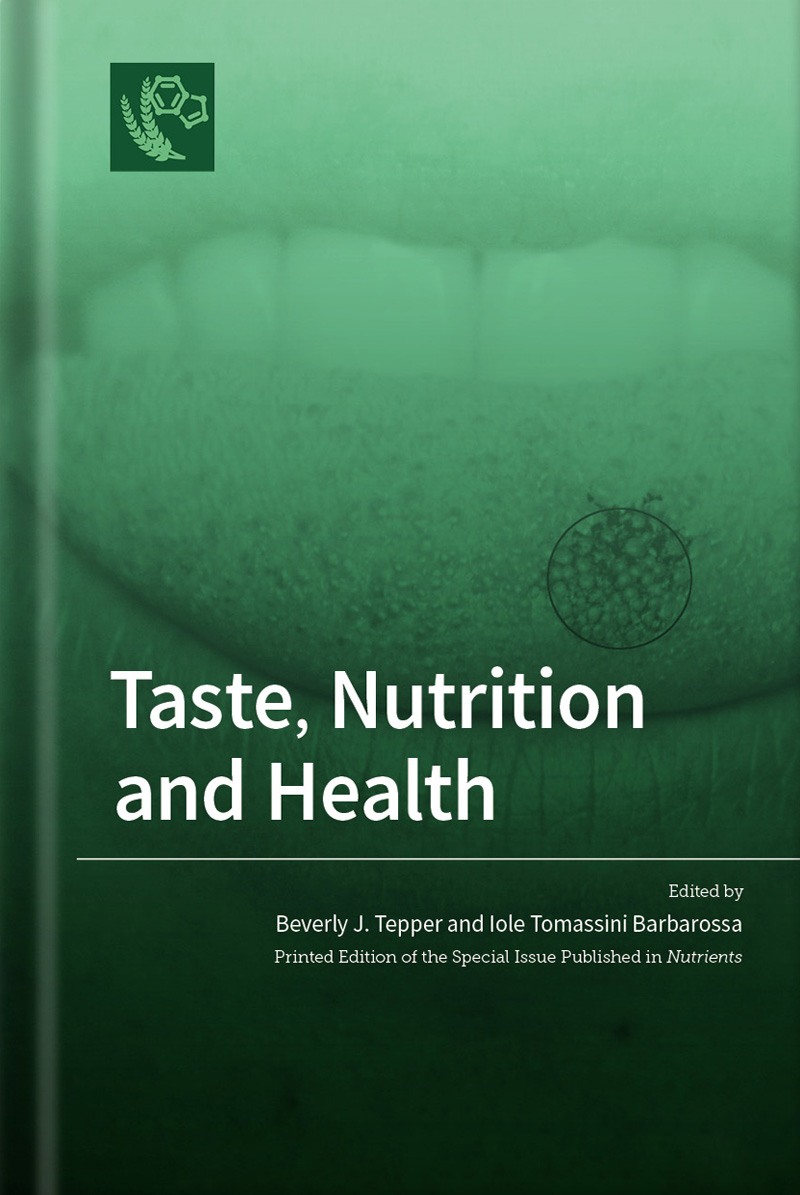 Taste, Nutrition
and Health
Edited by
Beverly J. Tepper and Iole Tomassini Barbarossa
Printed Edition of the Special Issue Published in Nutrients